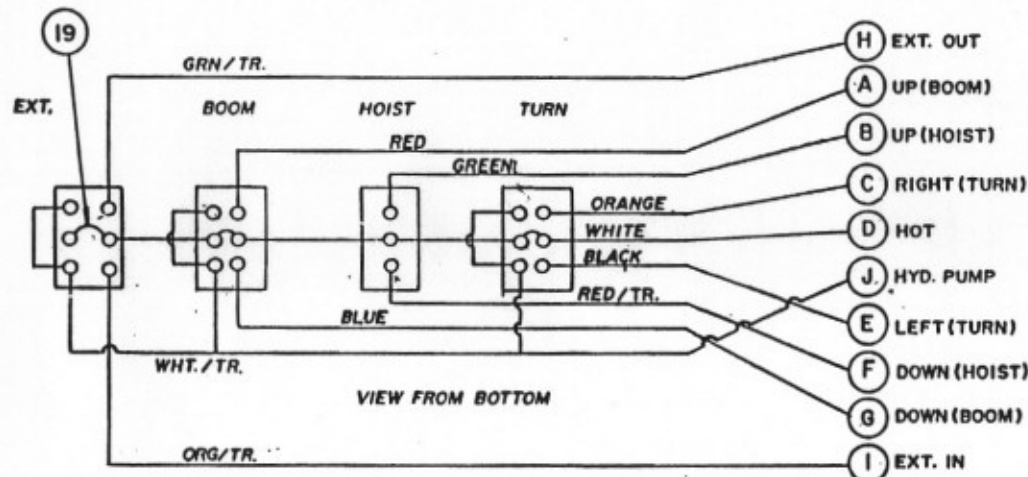 19
H EXT. OUT
GRN/TR.
EXT.
BOOM
HOIST
TURN
A UP (BOOM)
RED
B UP (HOIST)
GREEN
ORANGE
C RIGHT (TURN)
WHITE
D HOT
BLACK
J HYD. PUMP
RED/TR.
BLUE
E LEFT (TURN)
WHT./TR.
F DOWN (HOIST)
VIEW FROM BOTTOM
G DOWN (BOOM)
ORG/TR.
I EXT. IN